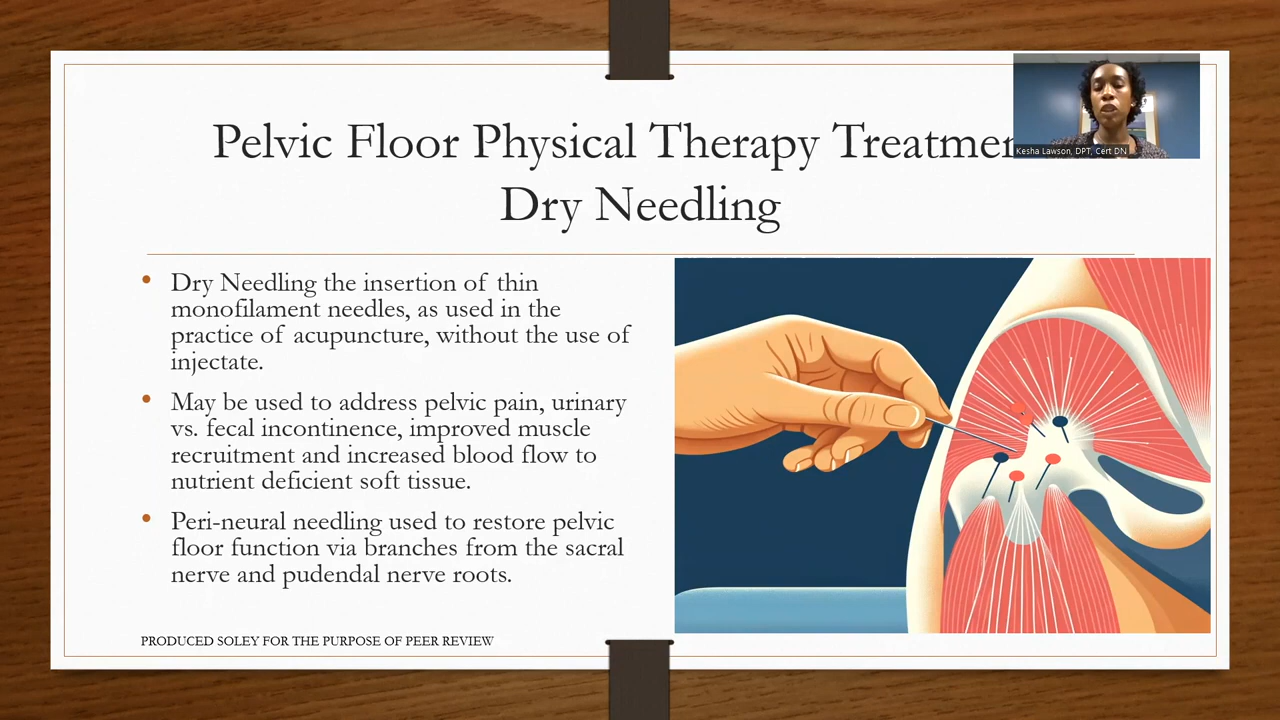 Pelvic Floor Physical Therapy
Dry Needling
Kesha Lawson, DPT, Cert DN
• Dry Needling the insertion of thin
monofilament needles, as used in the
practice of acupuncture, without the use of
injectate.
• May be used to address pelvic pain, urinary
vs. fecal incontinence, improved muscle
recruitment and increased blood flow to
nutrient deficient soft tissue.
• Peri-neural needling used to restore pelvic
floor function via branches from the sacral
nerve and pudendal nerve roots.
PRODUCED SOLEY FOR THE PURPOSE OF PEER REVIEW